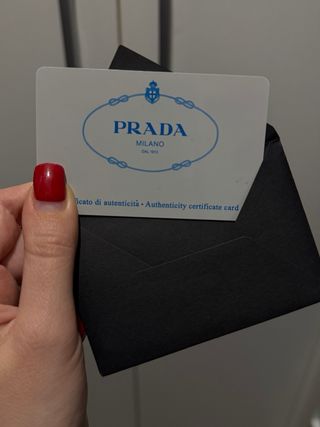 PRADA
MILANO
DAL 1913
icato di autenticità • Authenticity certificate card